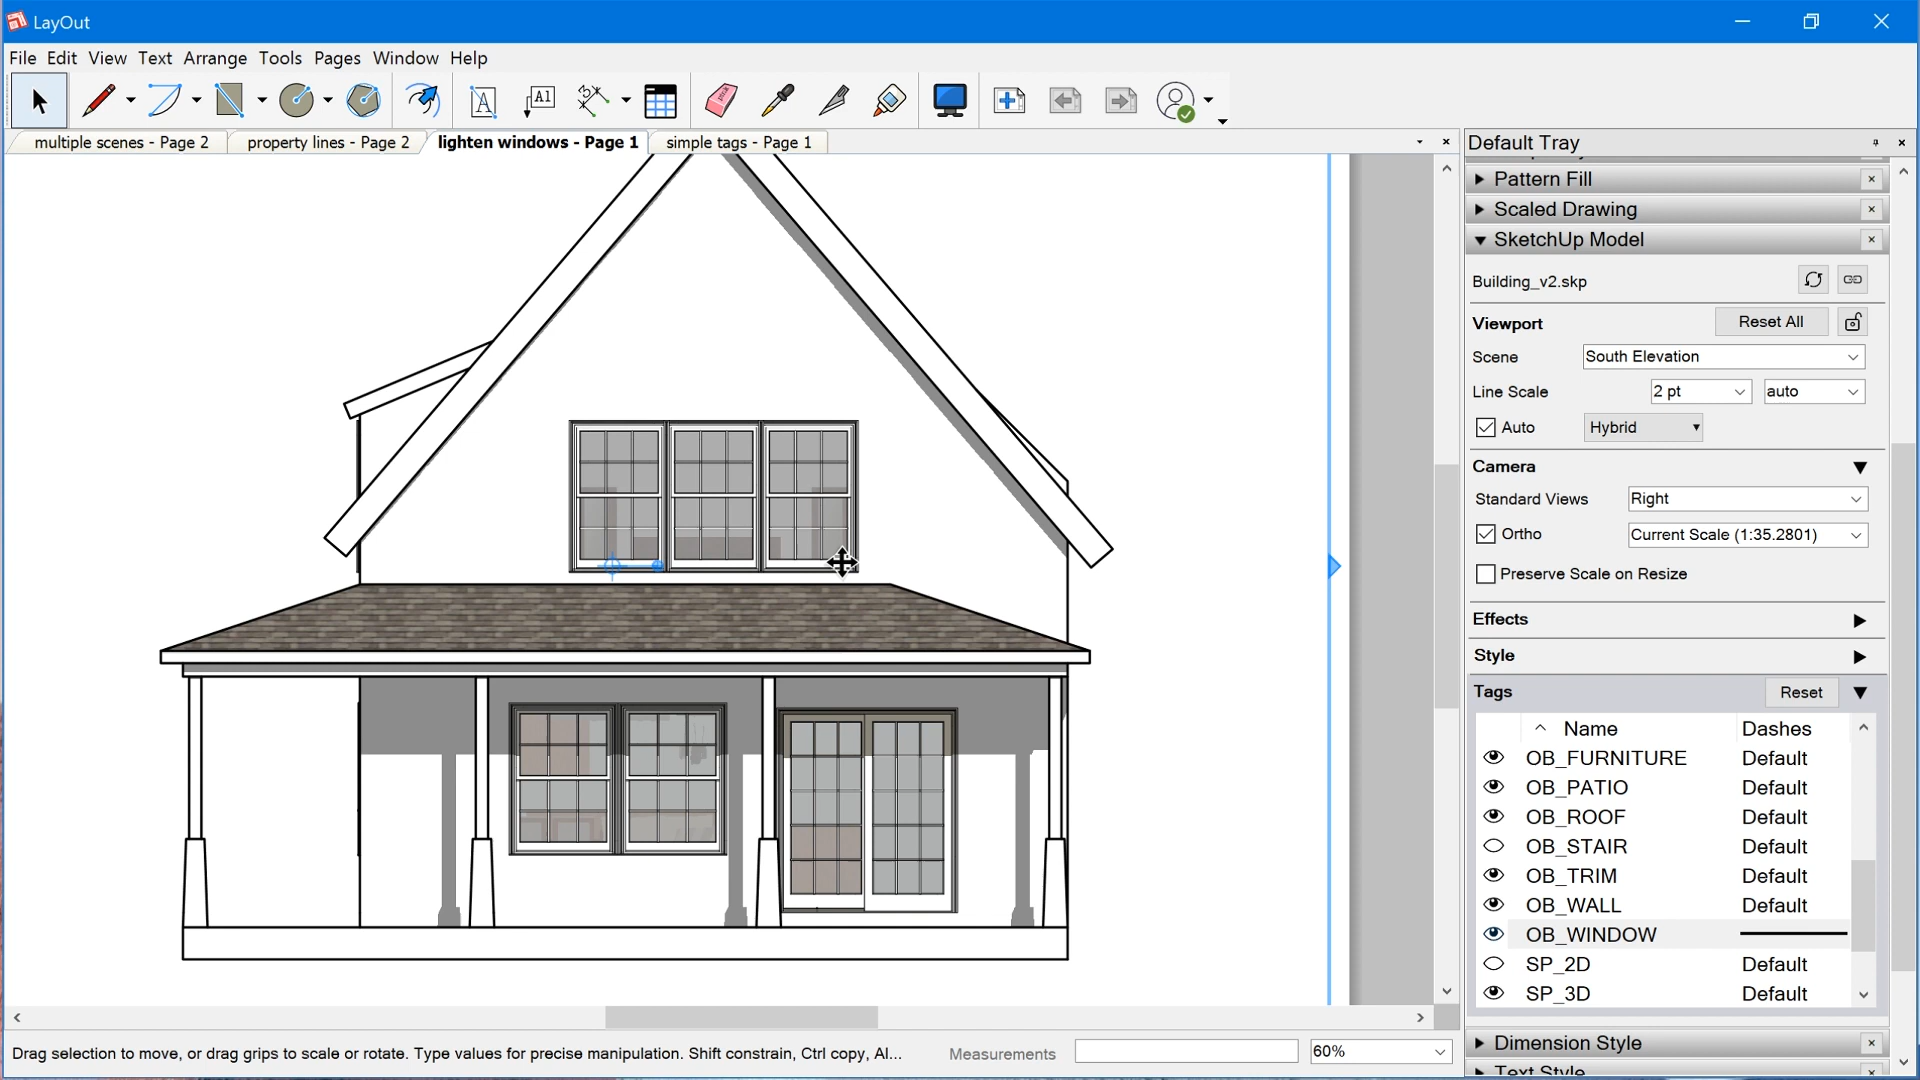 LayOut
File Edit View Text Arrange Tools Pages Window Help
A A1
multiple scenes - Page 2 property lines - Page 2 lighten windows - Page 1 simple tags - Page 1
Default Tray
Pattern Fill
Scaled Drawing
SketchUp Model
Building_v2.skp
Viewport Reset All
Scene South Elevation
Line Scale 2 pt auto
Auto Hybrid
Camera
Standard Views Right
Ortho Current Scale (1:35.2801)
Preserve Scale on Resize
Effects
Style
Tags Reset
Name Dashes
OB_FURNITURE Default
OB_PATIO Default
OB_ROOF Default
OB_STAIR Default
OB_TRIM Default
OB_WALL Default
OB_WINDOW
SP_2D Default
SP_3D Default
Dimension Style
Text Style
Drag selection to move, or drag grips to scale or rotate. Type values for precise manipulation. Shift constrain, Ctrl copy, Al... Measurements 60%